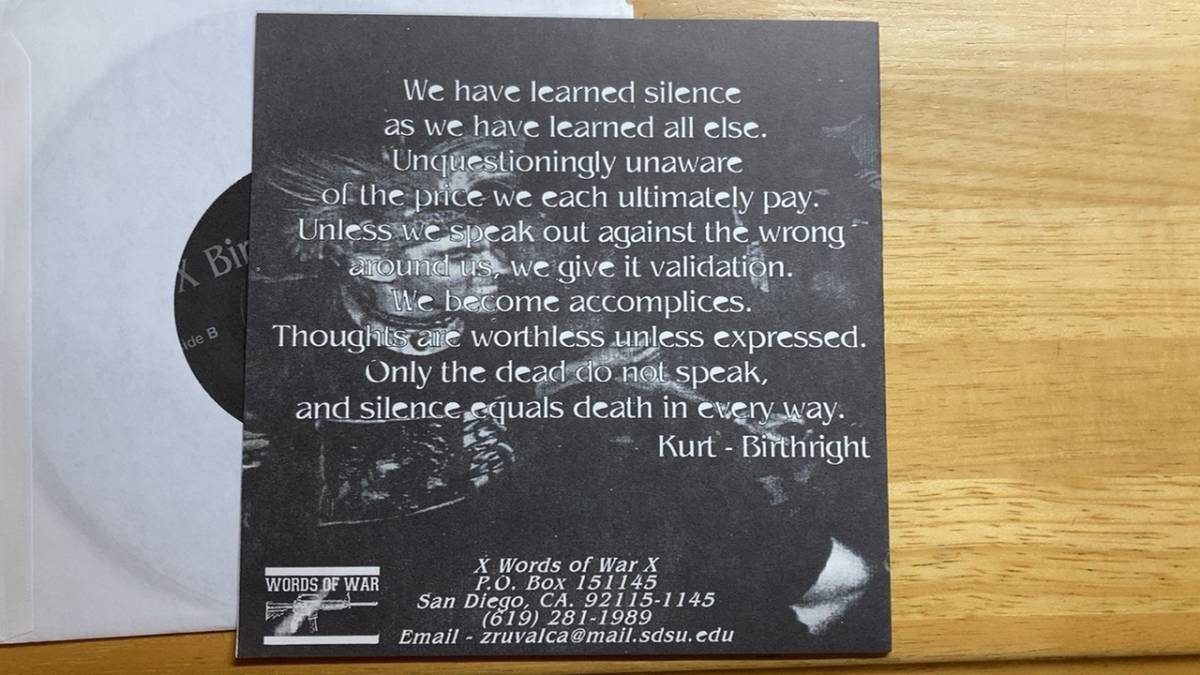 We have learned silence
as we have learned all else.
Unquestioningly unaware
of the price we each ultimately pay.
Unless we speak out against the wrong
around us, we give it validation.
We become accomplices.
Thoughts are worthless unless expressed.
Only the dead do not speak,
and silence equals death in every way.
Kurt - Birthright
X Bir
ide B
WORDS OF WAR
X Words of War X
P.O. Box 151145
San Diego, CA. 92115-1145
(619) 281-1989
Email - zruvalca@mail.sdsu.edu